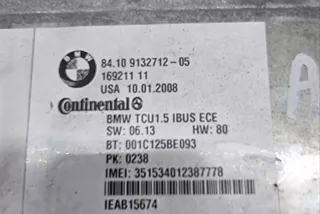 BMW
84.10 9132712-05
169211 11
USA 10.01.2008
Continental
BMW TCU1.5 IBUS ECE
SW: 06.13 HW: 80
BT: 001C125BE093
PK: 0238
IMEI: 351534012387778
IEAB15674
A